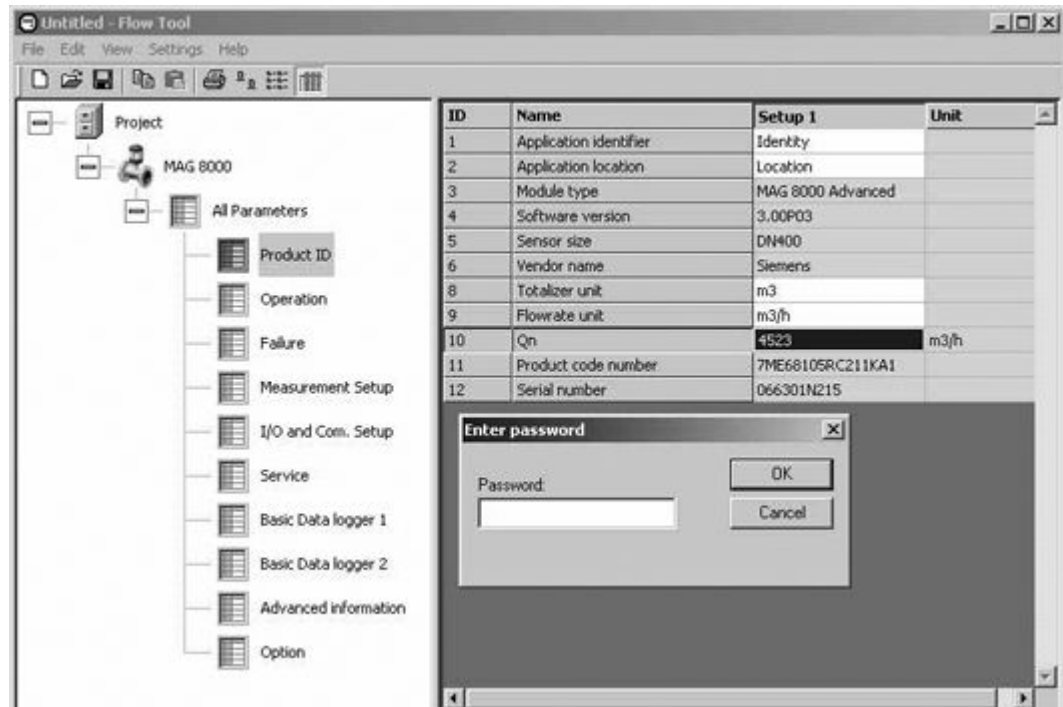 Untitled - Flow Tool
File Edit View Settings Help
Project
MAG 8000
All Parameters
Product ID
Operation
Failure
Measurement Setup
I/O and Com. Setup
Service
Basic Data logger 1
Basic Data logger 2
Advanced information
Option
ID Name Setup 1 Unit
1 Application identifier Identity
2 Application location Location
3 Module type MAG 8000 Advanced
4 Software version 3.00P03
5 Sensor size DN400
6 Vendor name Siemens
8 Totalizer unit m3
9 Flowrate unit m3/h
10 Qn 4523 m3/h
11 Product code number 7ME68105RC211KA1
12 Serial number 066301N215
Enter password
Password:
OK
Cancel